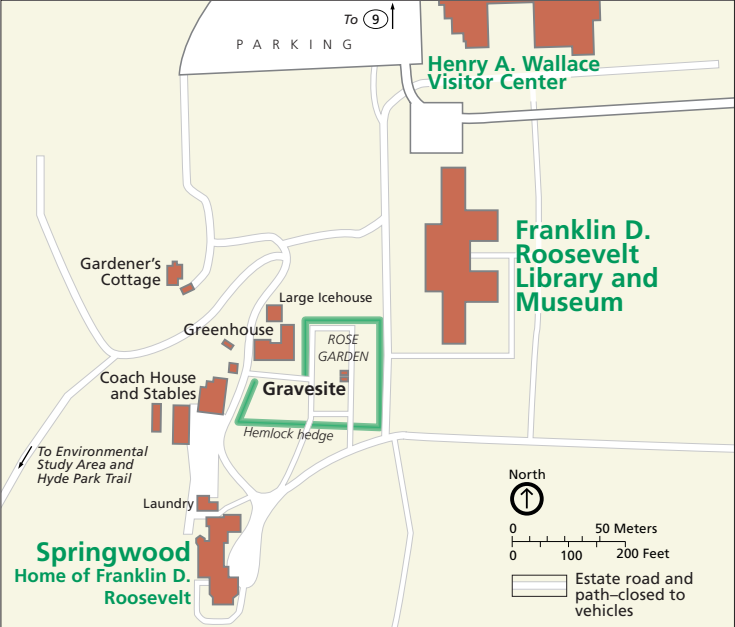 To 9
PARKING
Henry A. Wallace
Visitor Center
Franklin D.
Roosevelt
Library and
Museum
Gardener's
Cottage
Large Icehouse
Greenhouse
ROSE
GARDEN
Coach House
and Stables
Gravesite
Hemlock hedge
To Environmental
Study Area and
Hyde Park Trail
Laundry
Springwood
Home of Franklin D.
Roosevelt
North
0 50 Meters
0 100 200 Feet
Estate road and
path–closed to
vehicles